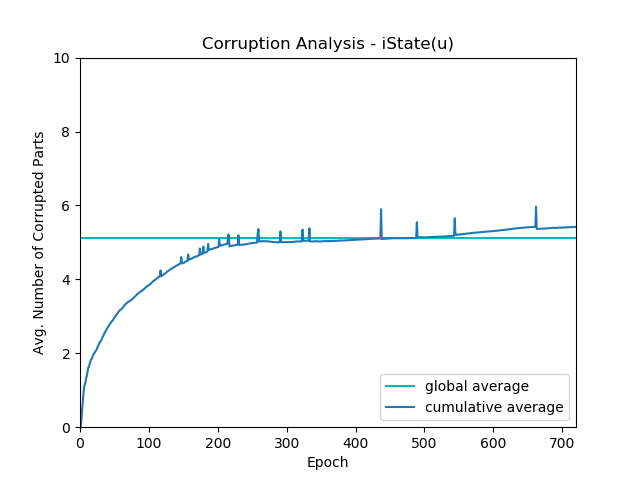 Corruption Analysis - iState(u)
Avg. Number of Corrupted Parts
10
8
6
4
2
0
0 100 200 300 400 500 600 700
Epoch
global average
cumulative average